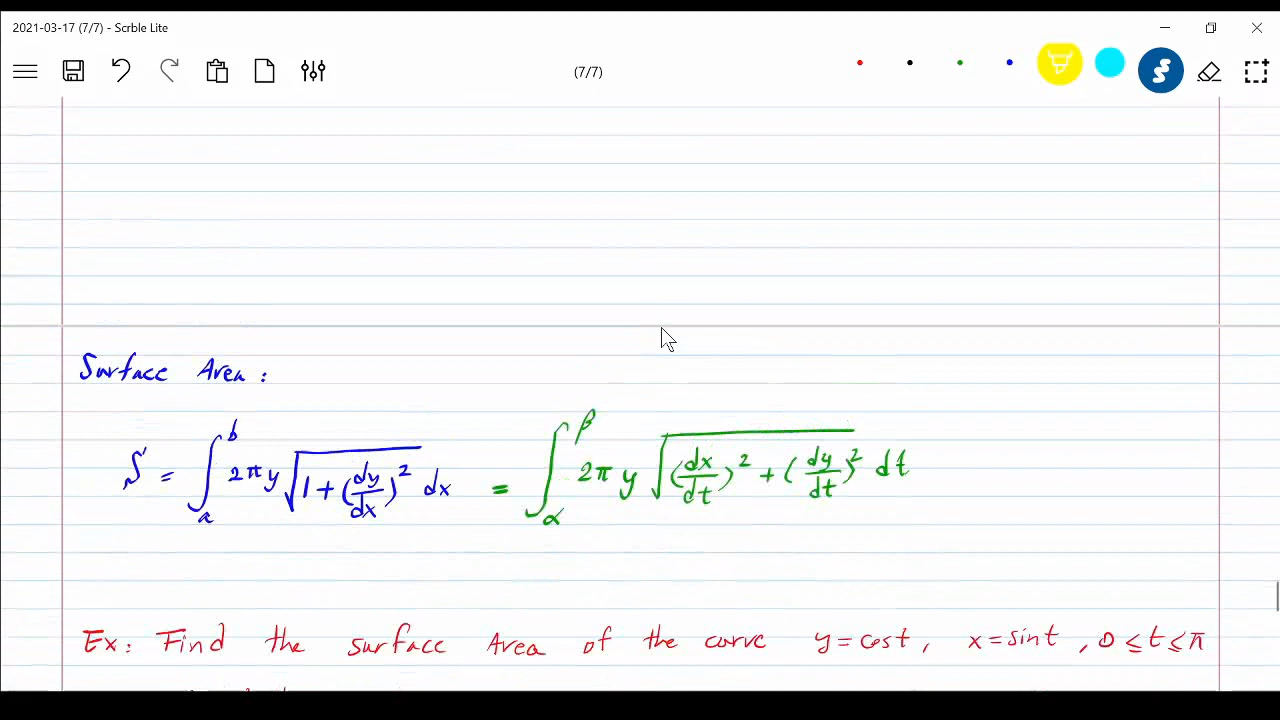 2021-03-17 (7/7) - Scrble Lite
(7/7)
Surface Area:
S = ∫_a^b 2πy √(1 + (dy/dx)²) dx = ∫_α^β 2πy √((dx/dt)² + (dy/dt)²) dt
Ex: Find the surface Area of the curve y = cost, x = sint, 0 ≤ t ≤ π